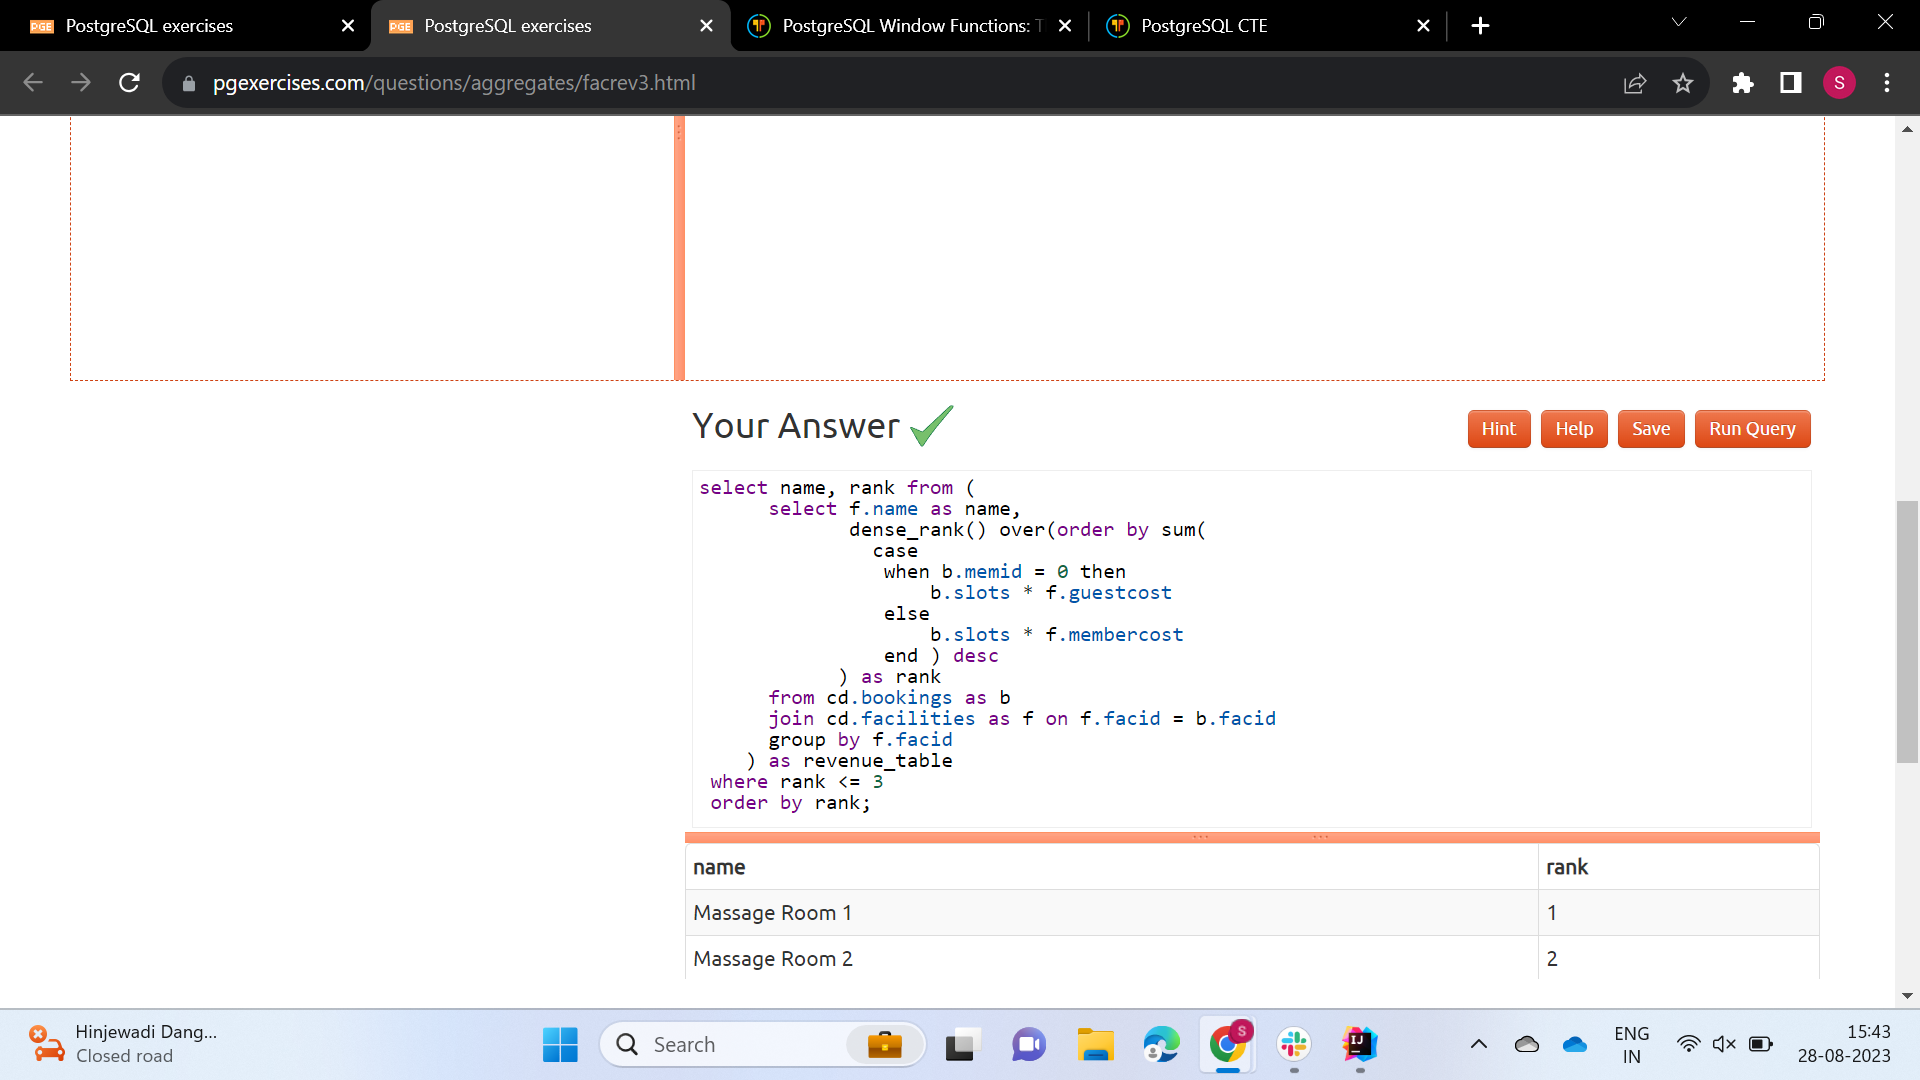 PGE PostgreSQL exercises
PGE PostgreSQL exercises
PostgreSQL Window Functions:
PostgreSQL CTE
pgexercises.com/questions/aggregates/facrev3.html
S
Your Answer
Hint Help Save Run Query
select name, rank from (
select f.name as name,
dense_rank() over(order by sum(
case
when b.memid = 0 then
b.slots * f.guestcost
else
b.slots * f.membercost
end ) desc
) as rank
from cd.bookings as b
join cd.facilities as f on f.facid = b.facid
group by f.facid
) as revenue_table
where rank <= 3
order by rank;
name rank
Massage Room 1 1
Massage Room 2 2
Hinjewadi Dang...
Closed road
Search
S
IJ
ENG
IN
15:43
28-08-2023